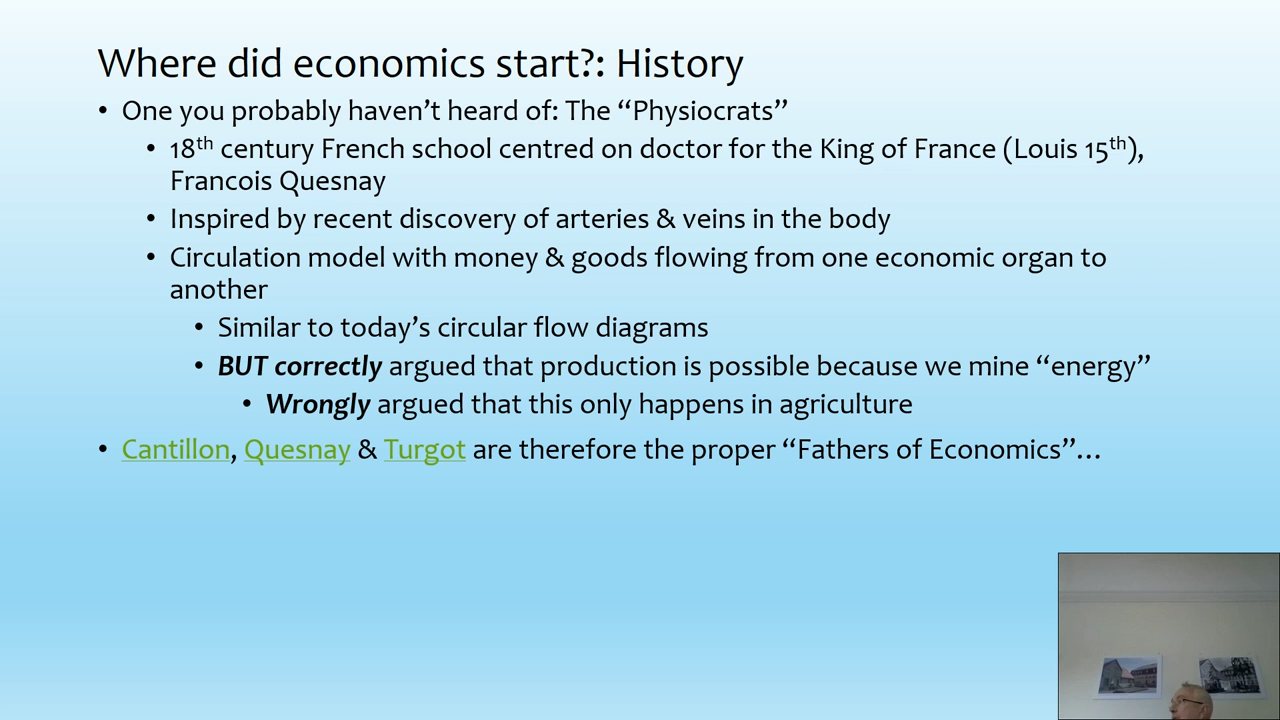 Where did economics start?: History
• One you probably haven’t heard of: The “Physiocrats”
• 18th century French school centred on doctor for the King of France (Louis 15th),
Francois Quesnay
• Inspired by recent discovery of arteries & veins in the body
• Circulation model with money & goods flowing from one economic organ to
another
• Similar to today’s circular flow diagrams
• BUT correctly argued that production is possible because we mine “energy”
• Wrongly argued that this only happens in agriculture
• Cantillon, Quesnay & Turgot are therefore the proper “Fathers of Economics”…